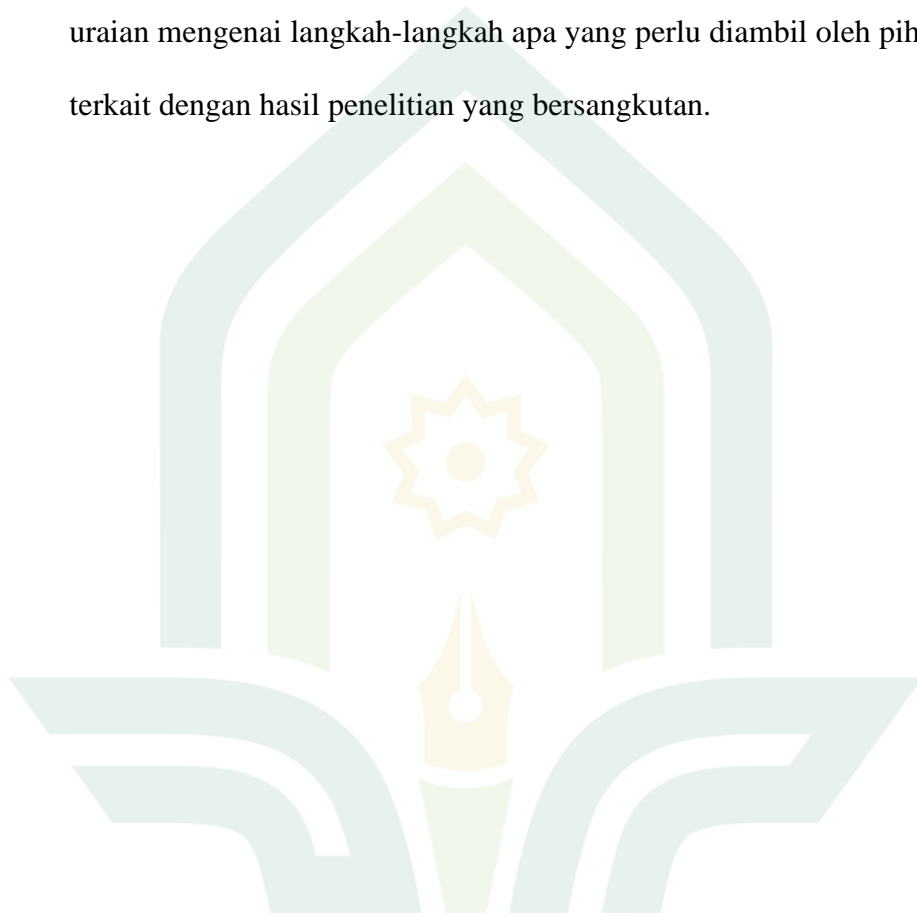 uraian mengenai langkah-langkah apa yang perlu diambil oleh pih
terkait dengan hasil penelitian yang bersangkutan.